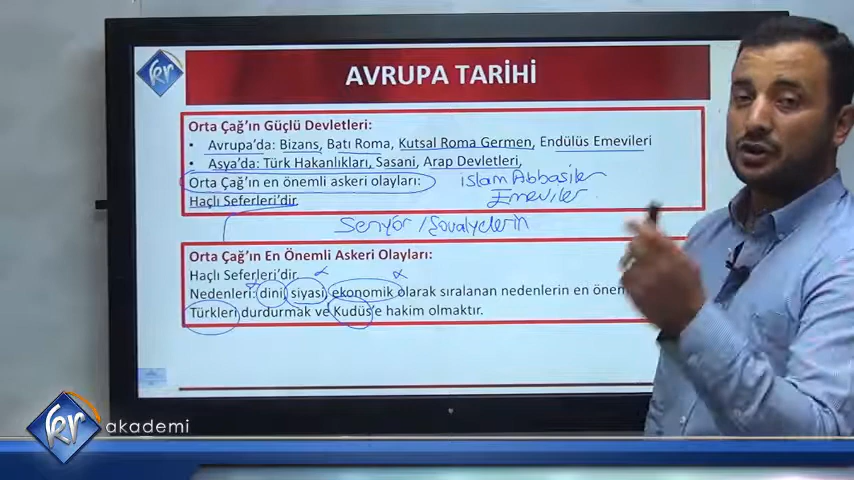 AVRUPA TARİHİ
Orta Çağ'ın Güçlü Devletleri:
• Avrupa'da: Bizans, Batı Roma, Kutsal Roma Germen, Endülüs Emevileri
• Asya'da: Türk Hakanlıkları, Sasani, Arap Devletleri,
Orta Çağ'ın en önemli askeri olayları:
islam Abbasiler
Emeviler
Haçlı Seferleri'dir
Senyör / Şovalyelerin
Orta Çağ'ın En Önemli Askeri Olayları:
Haçlı Seferleri'dir.
Nedenleri: dini, siyasi, ekonomik olarak sıralanan nedenlerin en önem
Türkleri durdurmak ve Kudüs'e hakim olmaktır.
kr akademi